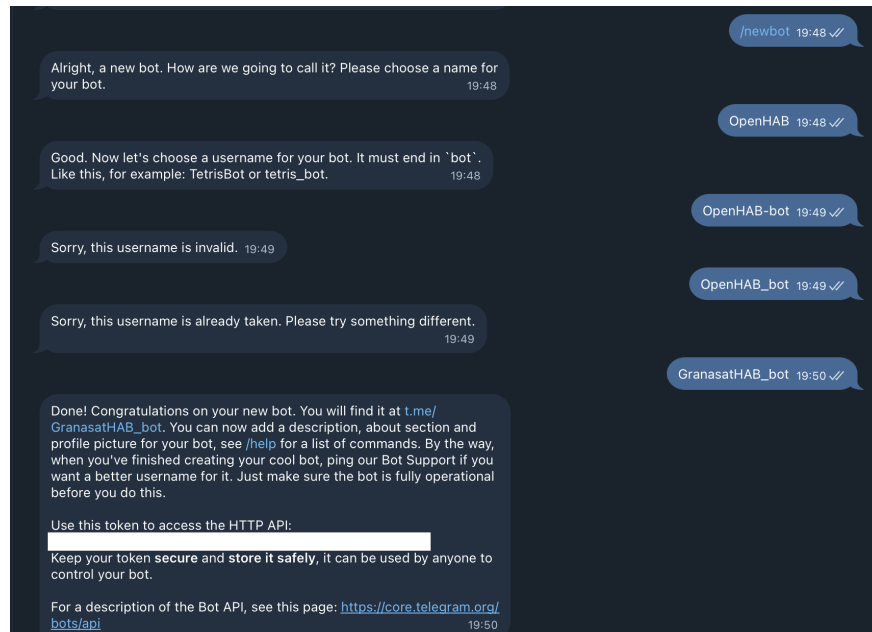 /newbot 19:48
Alright, a new bot. How are we going to call it? Please choose a name for
your bot. 19:48
OpenHAB 19:48
Good. Now let's choose a username for your bot. It must end in `bot`.
Like this, for example: TetrisBot or tetris_bot. 19:48
OpenHAB-bot 19:49
Sorry, this username is invalid. 19:49
OpenHAB_bot 19:49
Sorry, this username is already taken. Please try something different.
19:49
GranasatHAB_bot 19:50
Done! Congratulations on your new bot. You will find it at t.me/
GranasatHAB_bot. You can now add a description, about section and
profile picture for your bot, see /help for a list of commands. By the way,
when you've finished creating your cool bot, ping our Bot Support if you
want a better username for it. Just make sure the bot is fully operational
before you do this.
Use this token to access the HTTP API:
Keep your token secure and store it safely, it can be used by anyone to
control your bot.
For a description of the Bot API, see this page: https://core.telegram.org/
bots/api 19:50